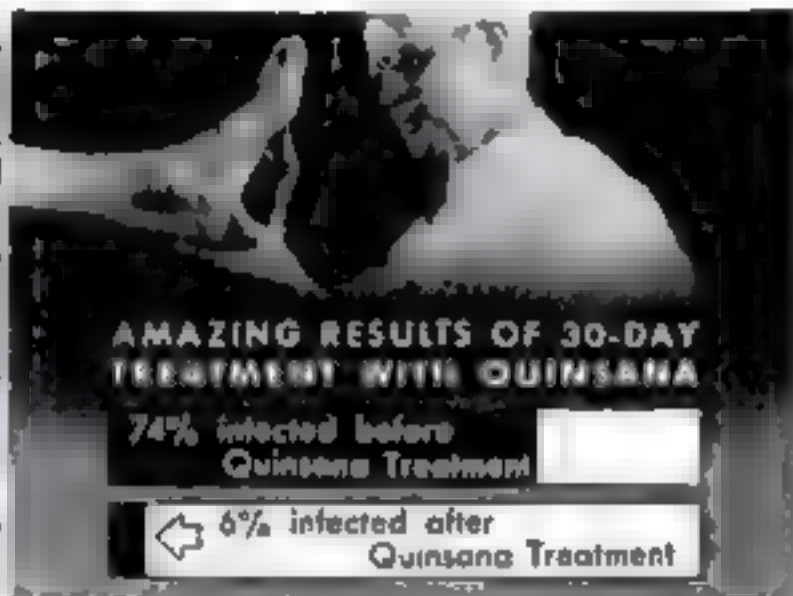 AMAZING RESULTS OF 30-DAY
TREATMENT WITH QUINSANA
74% infected before
Quinsana Treatment
6% infected after
Quinsana Treatment